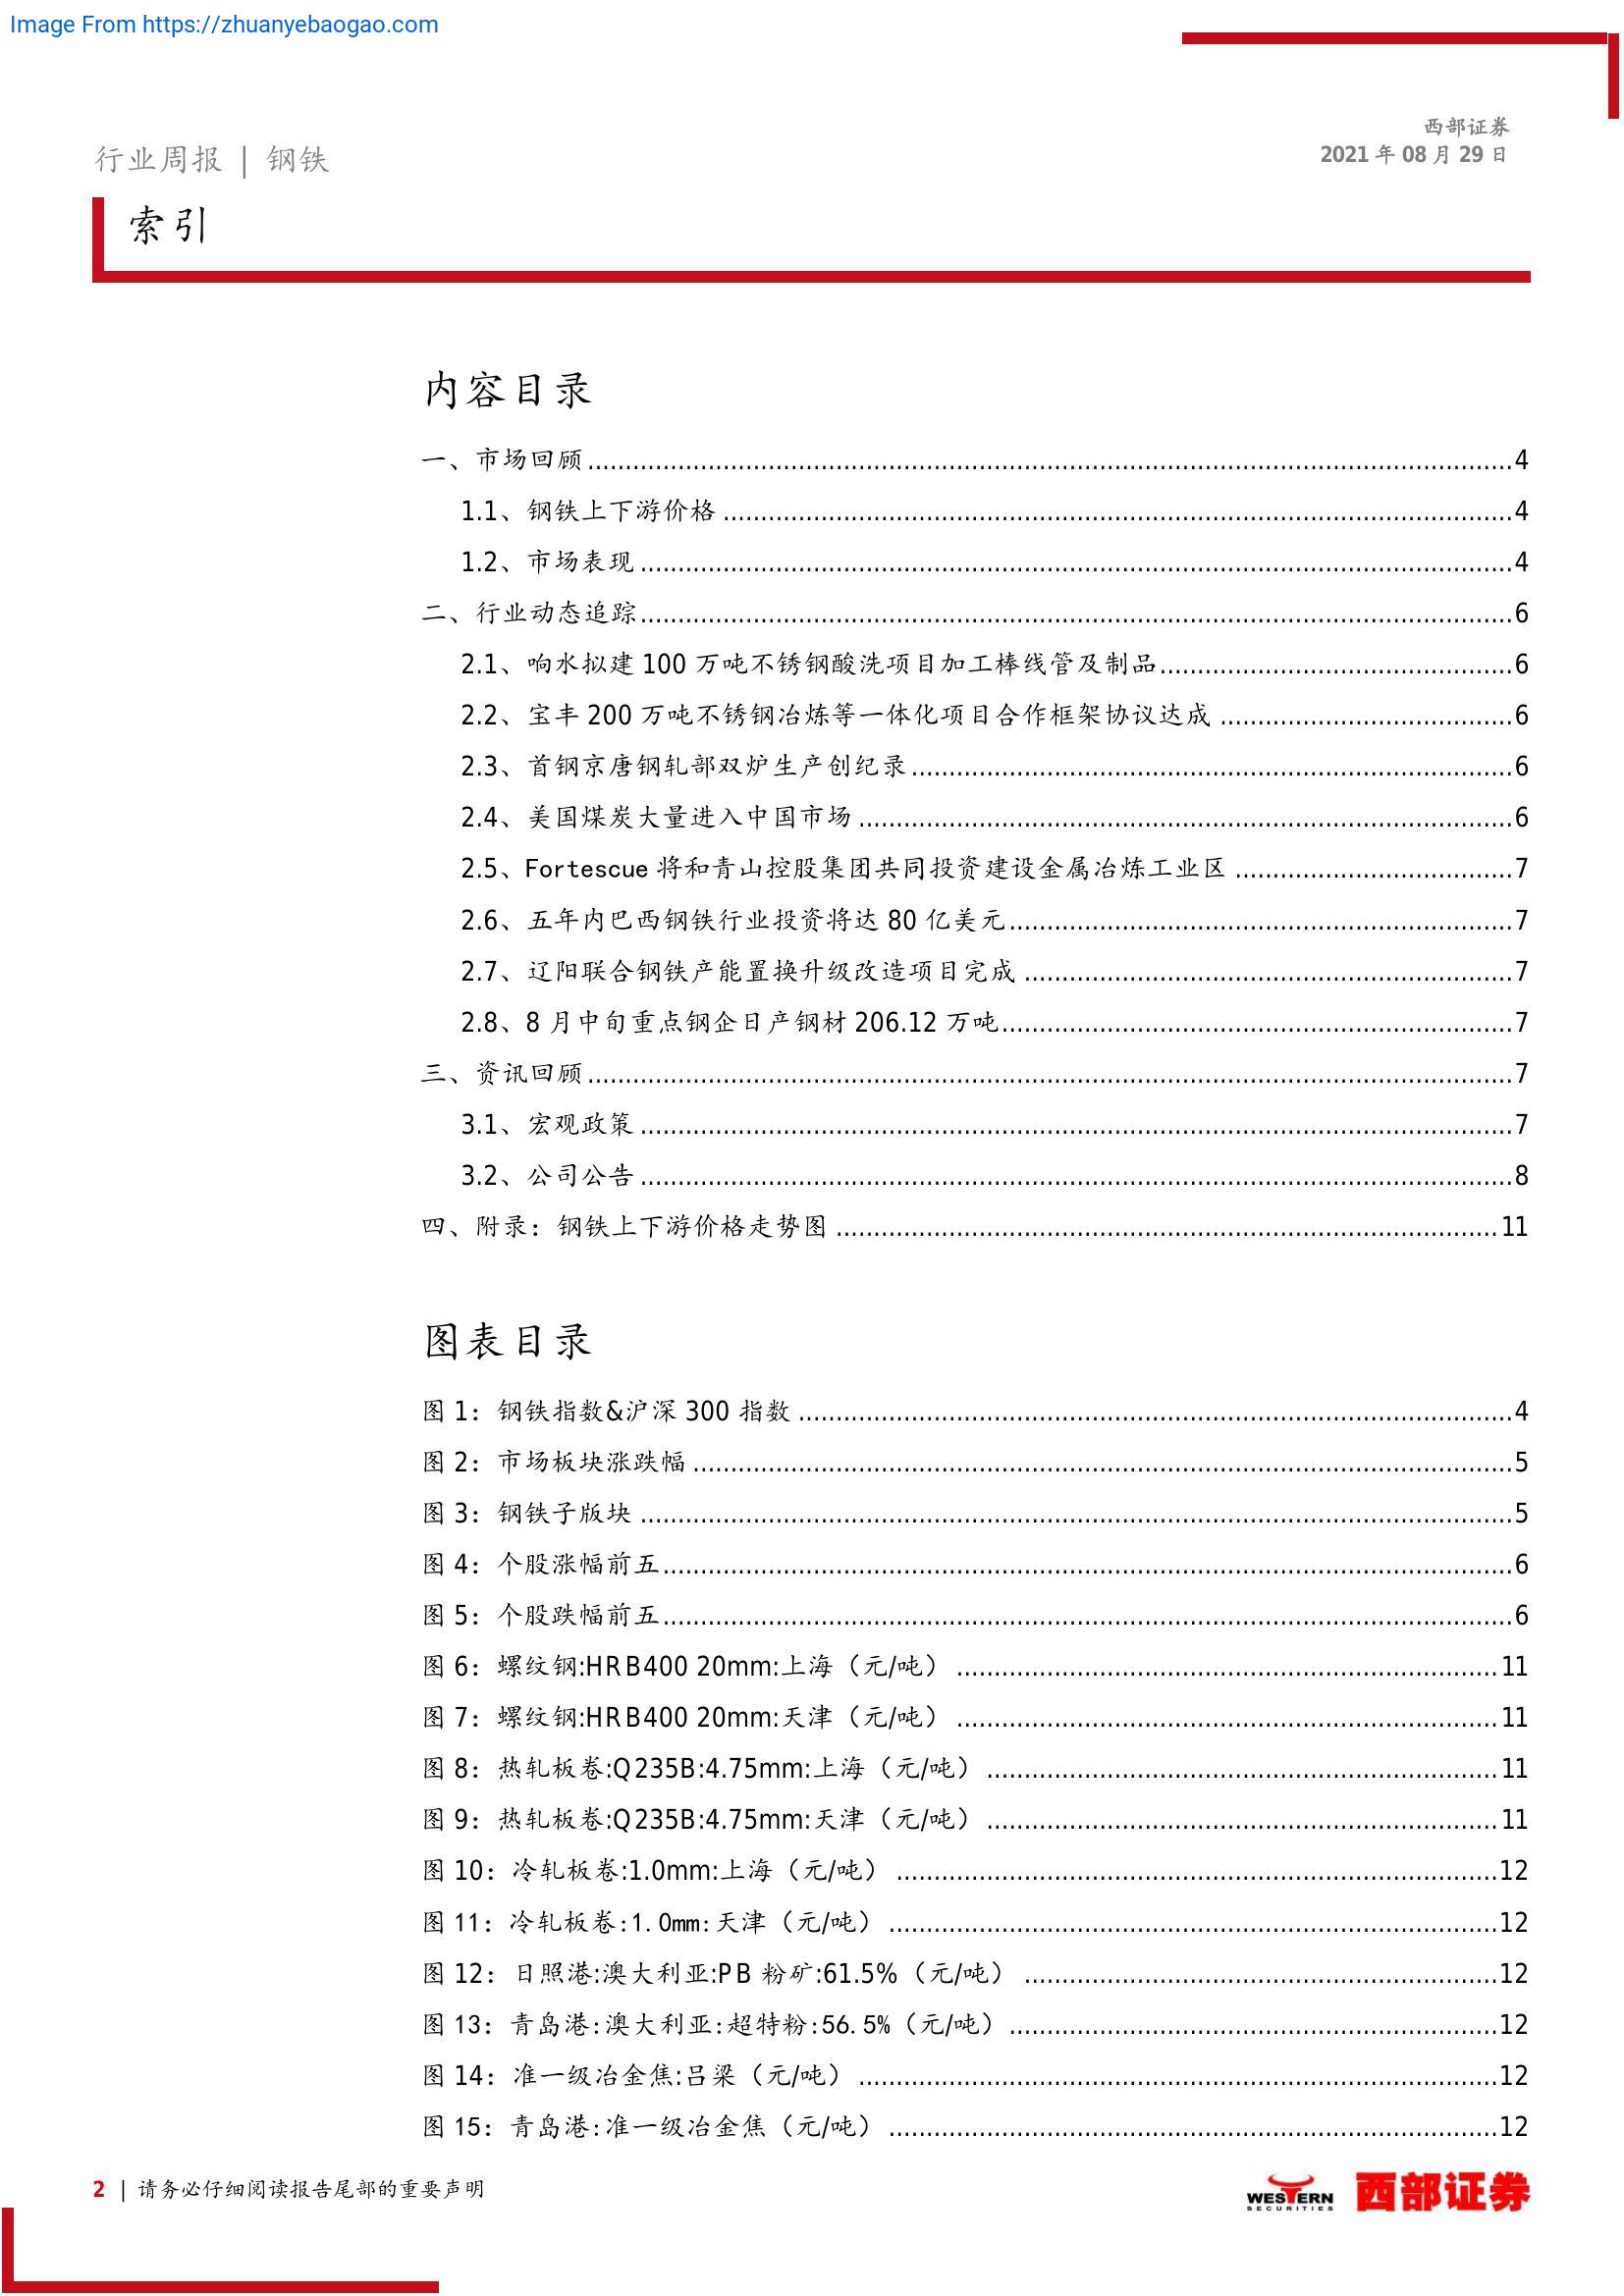 Image From https://zhuanyebaogao.com
西部证券
2021 年 08 月 29 日
行业周报 | 钢铁
索引
内容目录
一、市场回顾 ........ 4
1.1、钢铁上下游价格 ........ 4
1.2、市场表现 ........ 4
二、行业动态追踪 ........ 6
2.1、响水拟建 100 万吨不锈钢酸洗项目加工棒线管及制品 ........ 6
2.2、宝丰 200 万吨不锈钢冶炼等一体化项目合作框架协议达成 ........ 6
2.3、首钢京唐钢轧部双炉生产创纪录 ........ 6
2.4、美国煤炭大量进入中国市场 ........ 6
2.5、Fortescue 将和青山控股集团共同投资建设金属冶炼工业区 ........ 7
2.6、五年内巴西钢铁行业投资将达 80 亿美元 ........ 7
2.7、辽阳联合钢铁产能置换升级改造项目完成 ........ 7
2.8、8 月中旬重点钢企日产钢材 206.12 万吨 ........ 7
三、资讯回顾 ........ 7
3.1、宏观政策 ........ 7
3.2、公司公告 ........ 8
四、附录：钢铁上下游价格走势图 ........ 11
图表目录
图 1：钢铁指数&沪深 300 指数 ........ 4
图 2：市场板块涨跌幅 ........ 5
图 3：钢铁子版块 ........ 5
图 4：个股涨幅前五 ........ 6
图 5：个股跌幅前五 ........ 6
图 6：螺纹钢:HRB400 20mm:上海（元/吨） ........ 11
图 7：螺纹钢:HRB400 20mm:天津（元/吨） ........ 11
图 8：热轧板卷:Q235B:4.75mm:上海（元/吨） ........ 11
图 9：热轧板卷:Q235B:4.75mm:天津（元/吨） ........ 11
图 10：冷轧板卷:1.0mm:上海（元/吨） ........ 12
图 11：冷轧板卷:1.0mm:天津（元/吨） ........ 12
图 12：日照港:澳大利亚:PB 粉矿:61.5%（元/吨） ........ 12
图 13：青岛港:澳大利亚:超特粉:56.5%（元/吨） ........ 12
图 14：准一级冶金焦:吕梁（元/吨） ........ 12
图 15：青岛港:准一级冶金焦（元/吨） ........ 12
2 | 请务必仔细阅读报告尾部的重要声明
WESTERN
SECURITIES
西部证券